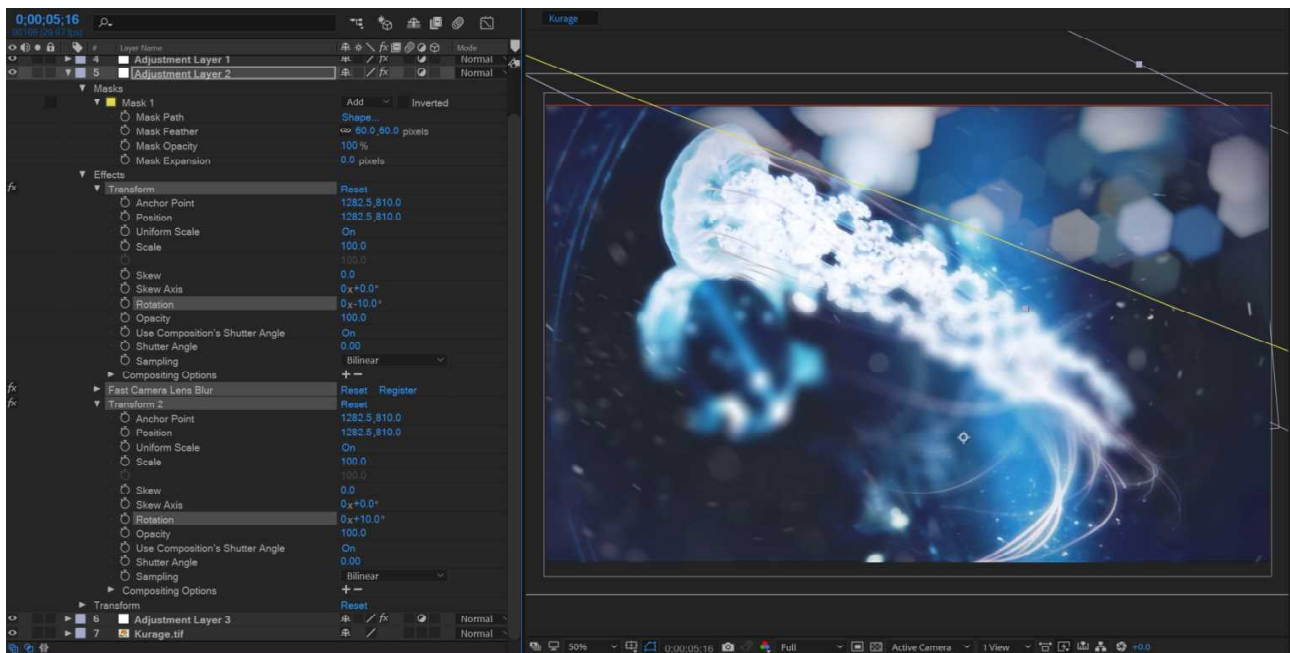 0;00;05;16
00166 (29.97 fps)
# Layer Name Mode
4 Adjustment Layer 1 Normal
5 Adjustment Layer 2 Normal
Masks
Mask 1 Add Inverted
Mask Path Shape...
Mask Feather 60.0,60.0 pixels
Mask Opacity 100 %
Mask Expansion 0.0 pixels
Effects
fx Transform Reset
Anchor Point 1282.5,810.0
Position 1282.5,810.0
Uniform Scale On
Scale 100.0
100.0
Skew 0.0
Skew Axis 0x+0.0°
Rotation 0x-10.0°
Opacity 100.0
Use Composition's Shutter Angle On
Shutter Angle 0.00
Sampling Bilinear
Compositing Options + –
fx Fast Camera Lens Blur Reset Register
fx Transform 2 Reset
Anchor Point 1282.5,810.0
Position 1282.5,810.0
Uniform Scale On
Scale 100.0
100.0
Skew 0.0
Skew Axis 0x+0.0°
Rotation 0x+10.0°
Opacity 100.0
Use Composition's Shutter Angle On
Shutter Angle 0.00
Sampling Bilinear
Compositing Options + –
Transform Reset
6 Adjustment Layer 3 Normal
7 Kurage.tif Normal
Kurage
50% 0;00;05;16 Full Active Camera 1 View +0.0